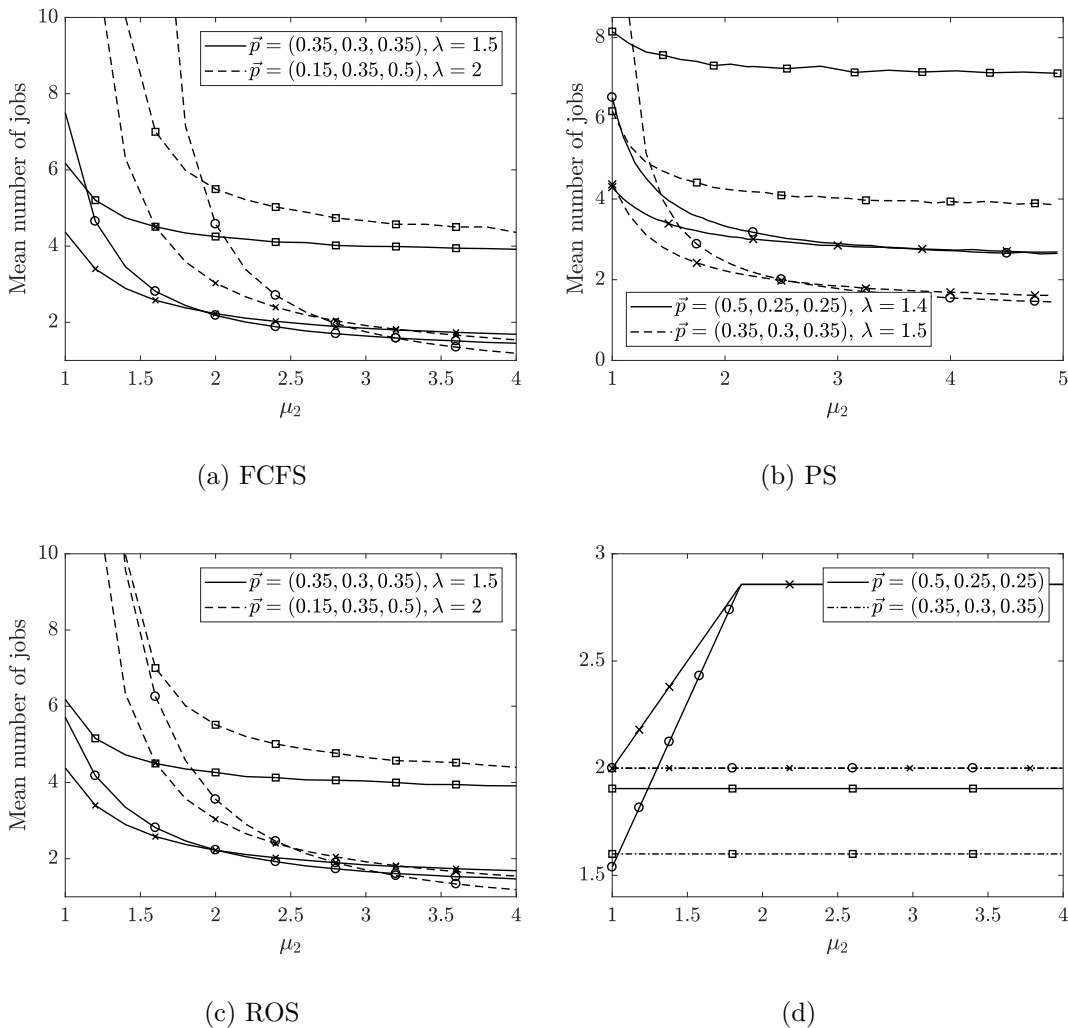 Mean number of jobs
10
8
6
4
2
p⃗ = (0.35, 0.3, 0.35), λ = 1.5
p⃗ = (0.15, 0.35, 0.5), λ = 2
1 1.5 2 2.5 3 3.5 4
μ₂
(a) FCFS
Mean number of jobs
8
6
4
2
0
p⃗ = (0.5, 0.25, 0.25), λ = 1.4
p⃗ = (0.35, 0.3, 0.35), λ = 1.5
1 2 3 4 5
μ₂
(b) PS
Mean number of jobs
10
8
6
4
2
p⃗ = (0.35, 0.3, 0.35), λ = 1.5
p⃗ = (0.15, 0.35, 0.5), λ = 2
1 1.5 2 2.5 3 3.5 4
μ₂
(c) ROS
3
2.5
2
1.5
p⃗ = (0.5, 0.25, 0.25)
p⃗ = (0.35, 0.3, 0.35)
1 1.5 2 2.5 3 3.5 4
μ₂
(d)